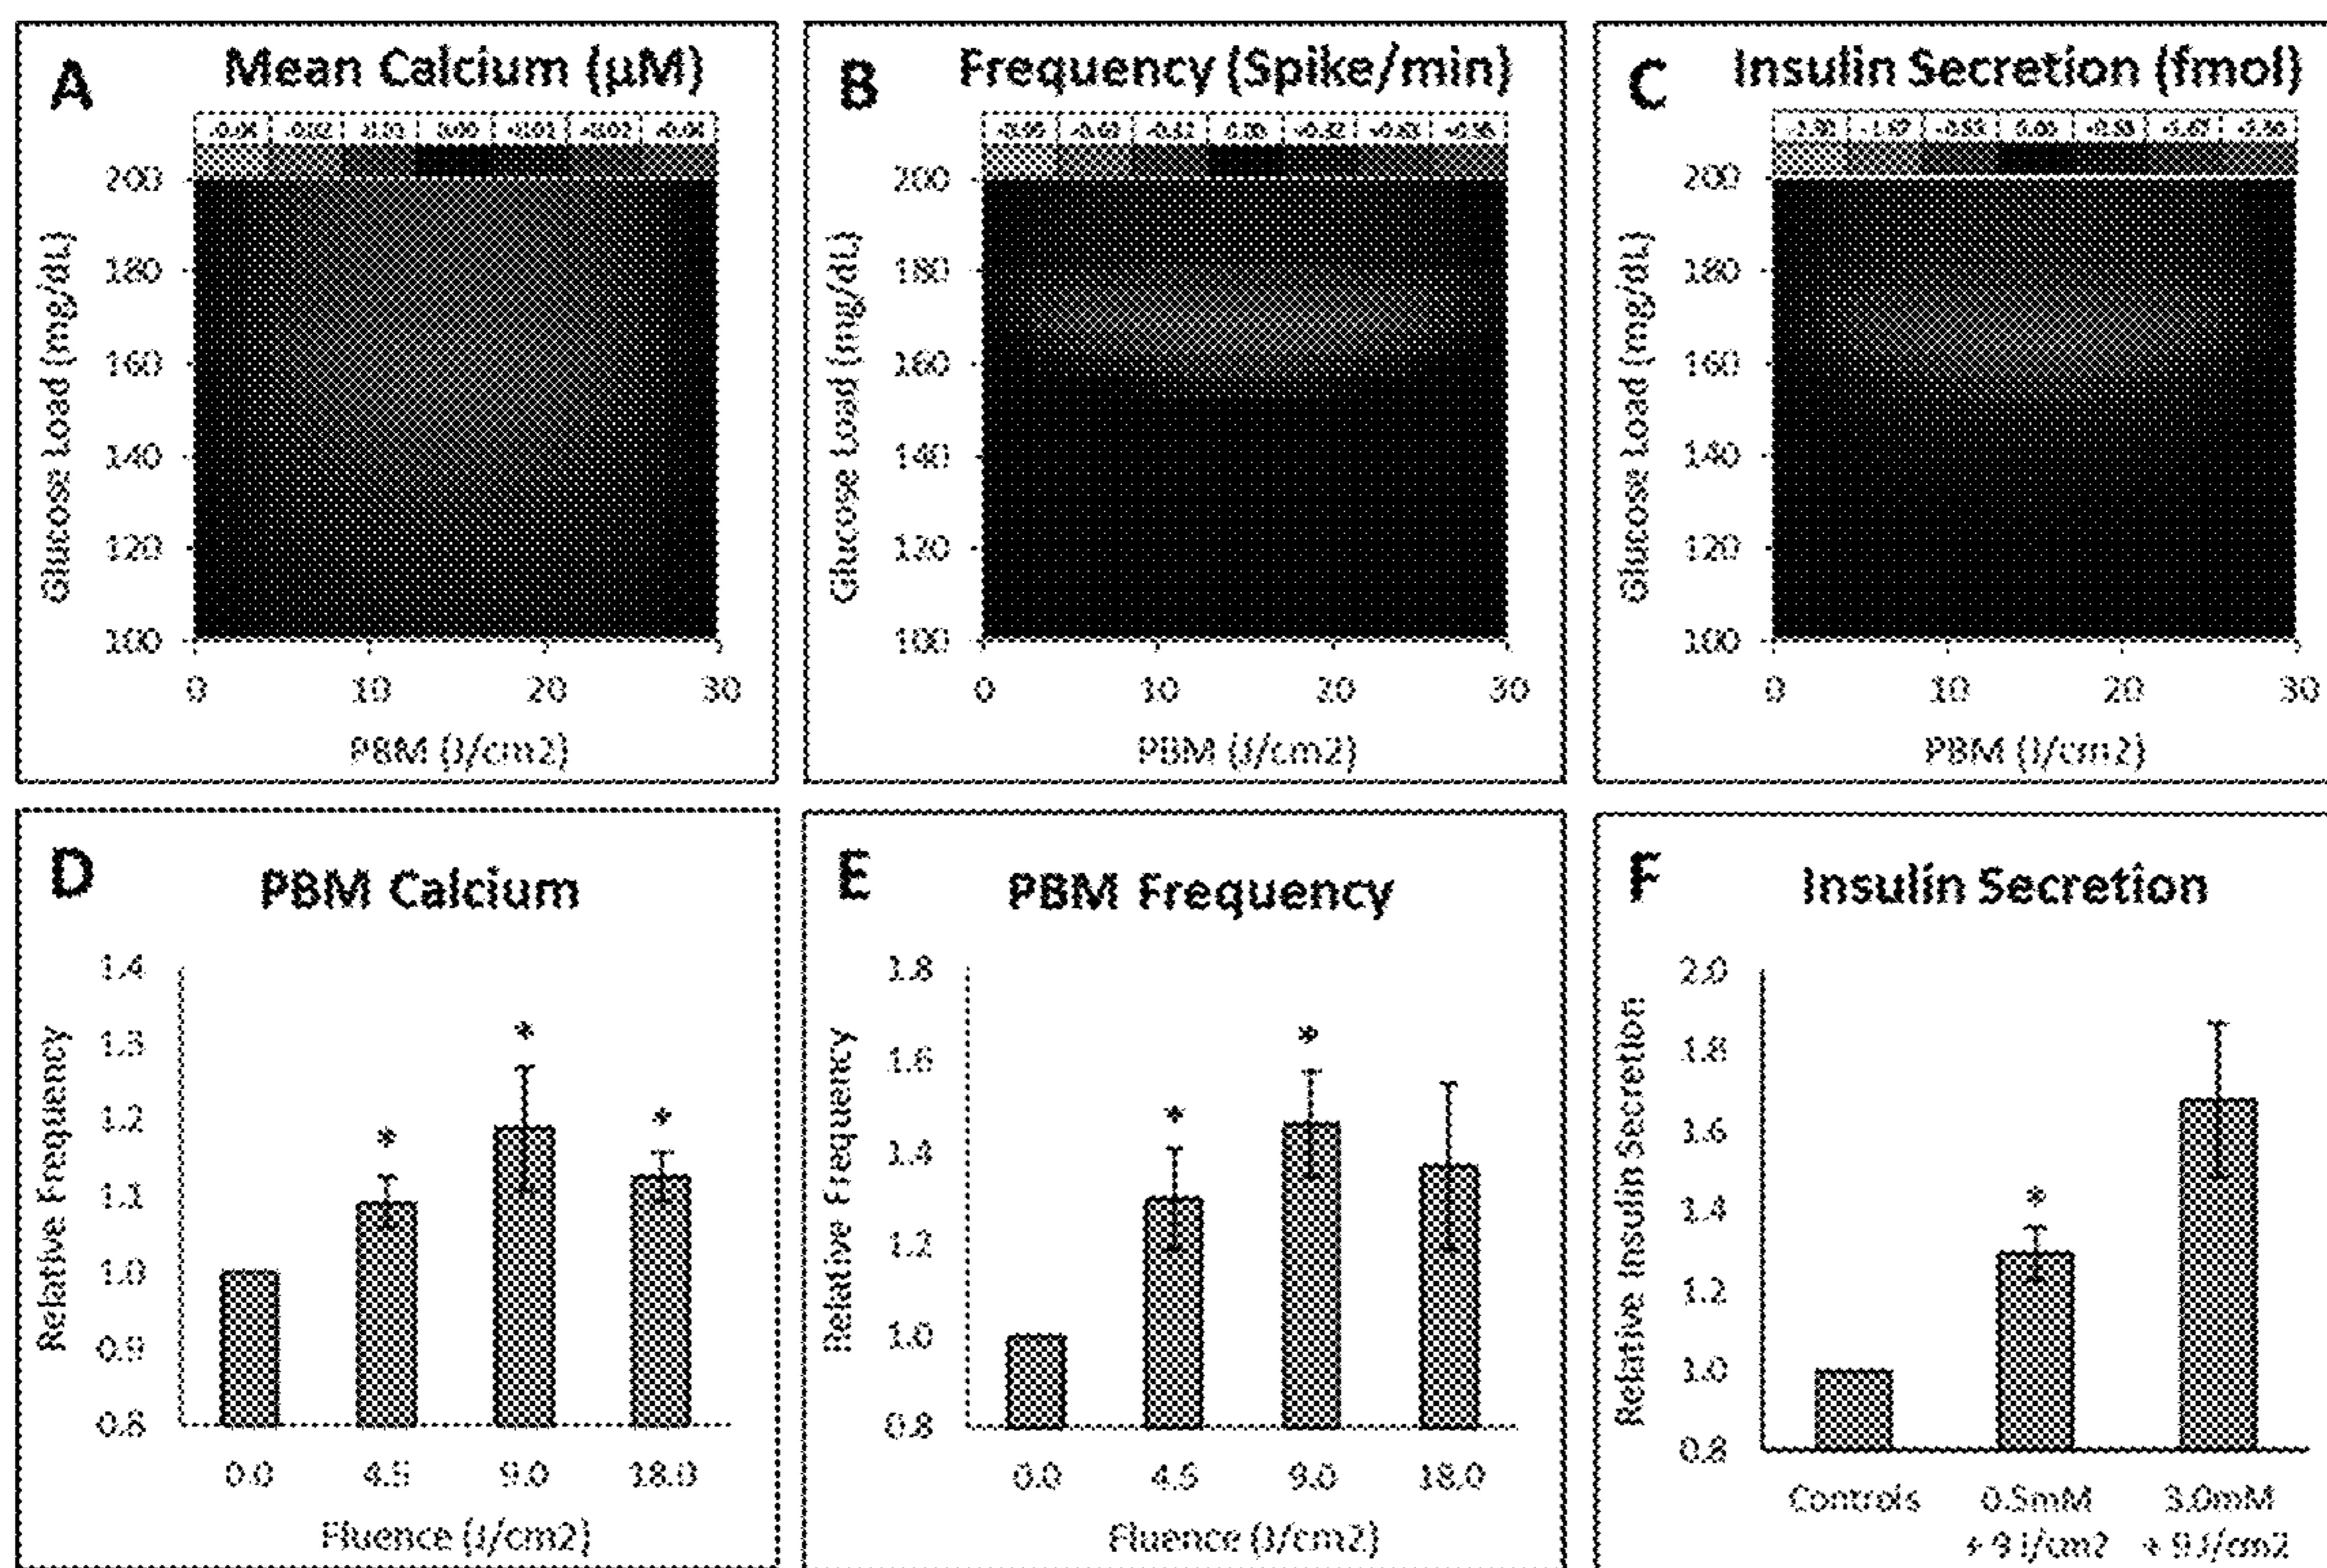 A Mean Calcium (µM)
200
180
160
140
120
100
Glucose Load (mg/dL)
0 10 20 30
PBM (J/cm2)
B Frequency (Spike/min)
200
180
160
140
120
100
Glucose Load (mg/dL)
0 10 20 30
PBM (J/cm2)
C Insulin Secretion (fmol)
200
180
160
140
120
100
Glucose Load (mg/dL)
0 10 20 30
PBM (J/cm2)
D PBM Calcium
1.4
1.3
1.2
1.1
1.0
0.9
0.8
Relative Frequency
* * *
0.0 4.5 9.0 18.0
Fluence (J/cm2)
E PBM Frequency
1.8
1.6
1.4
1.2
1.0
0.8
Relative Frequency
* *
0.0 4.5 9.0 18.0
Fluence (J/cm2)
F Insulin Secretion
2.0
1.8
1.6
1.4
1.2
1.0
0.8
Relative Insulin Secretion
*
Controls 0.5mM 3.0mM
+ 9 J/cm2 + 9 J/cm2